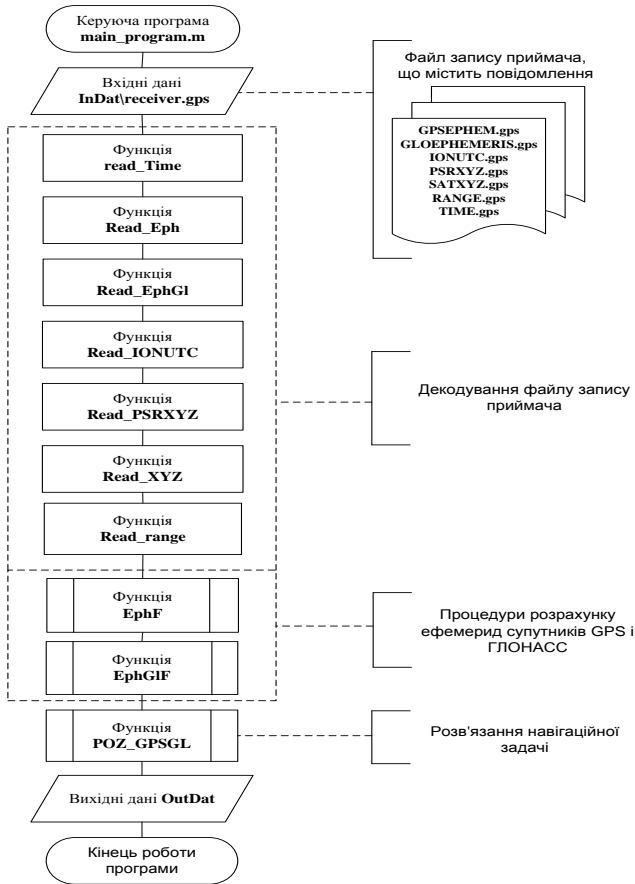 Керуюча програма
main_program.m
Вхідні дані
InDat\receiver.gps
Файл запису приймача,
що містить повідомлення
GPSEPHEM.gps
GLOEPHEMERIS.gps
IONUTC.gps
PSRXYZ.gps
SATXYZ.gps
RANGE.gps
TIME.gps
Функція
read_Time
Функція
Read_Eph
Функція
Read_EphGl
Функція
Read_IONUTC
Функція
Read_PSRXYZ
Функція
Read_XYZ
Функція
Read_range
Декодування файлу запису
приймача
Функція
EphF
Функція
EphGlF
Процедури розрахунку
ефемерид супутників GPS і
ГЛОНАСС
Функція
POZ_GPSGL
Розв'язання навігаційної
задачі
Вихідні дані OutDat
Кінець роботи
програми